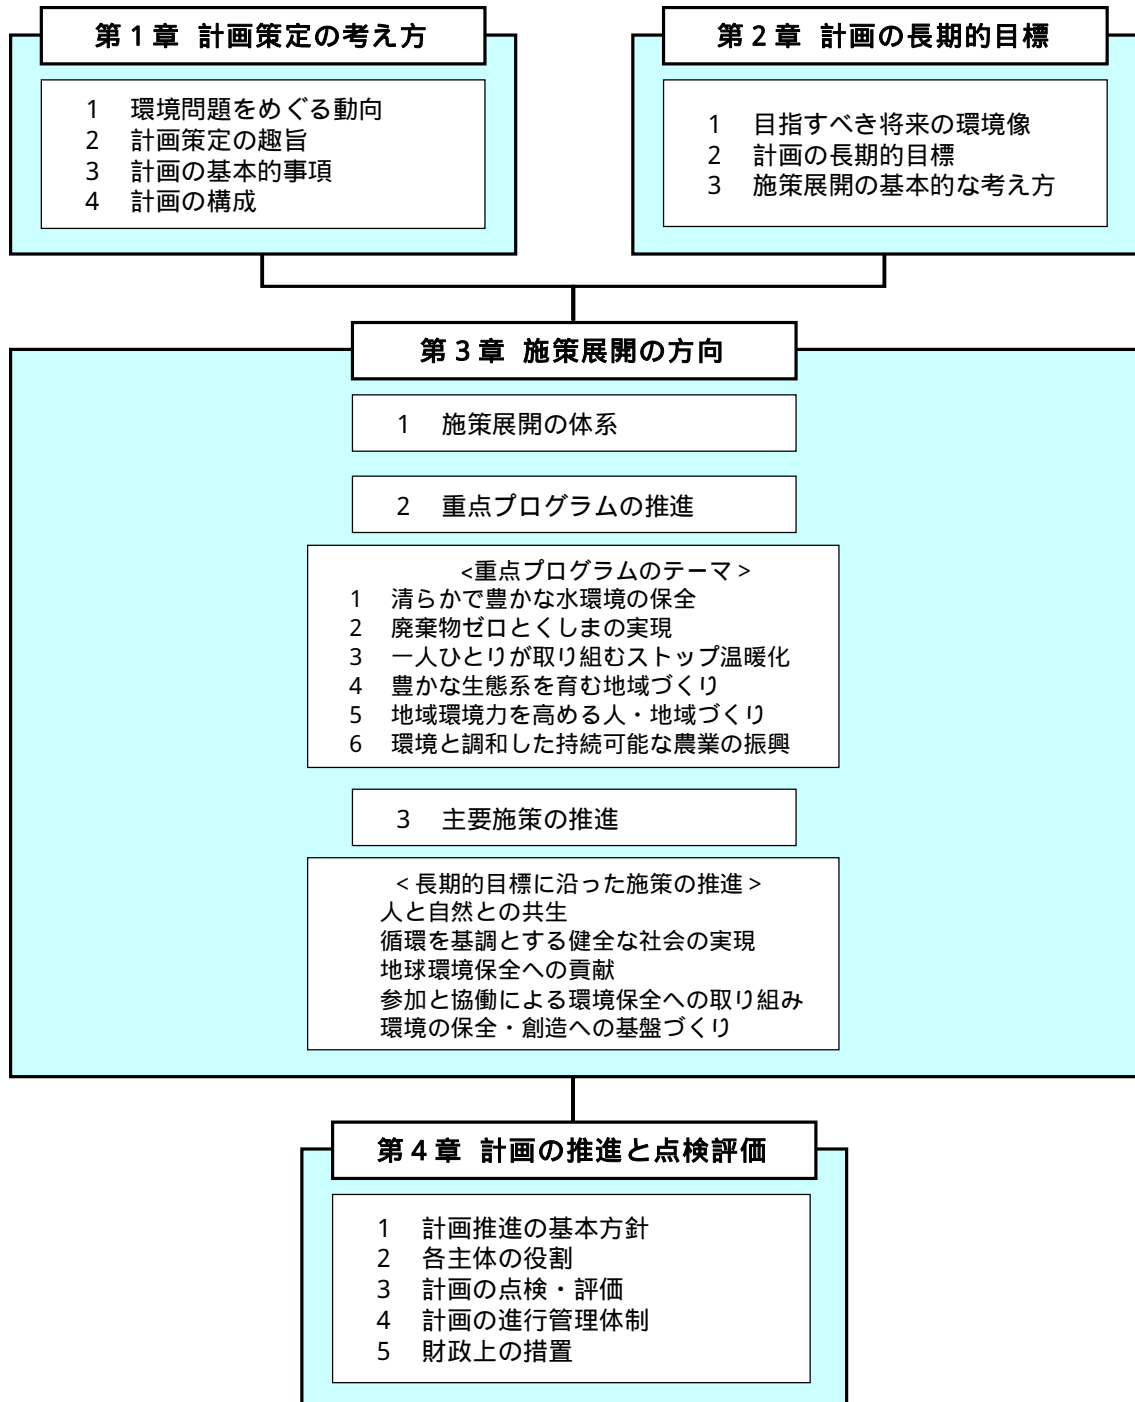 第1章 計画策定の考え方
1 環境問題をめぐる動向
2 計画策定の趣旨
3 計画の基本的事項
4 計画の構成
第2章 計画の長期的目標
1 目指すべき将来の環境像
2 計画の長期的目標
3 施策展開の基本的な考え方
第3章 施策展開の方向
1 施策展開の体系
2 重点プログラムの推進
<重点プログラムのテーマ>
1 清らかで豊かな水環境の保全
2 廃棄物ゼロとくしまの実現
3 一人ひとりが取り組むストップ温暖化
4 豊かな生態系を育む地域づくり
5 地域環境力を高める人・地域づくり
6 環境と調和した持続可能な農業の振興
3 主要施策の推進
<長期的目標に沿った施策の推進>
人と自然との共生
循環を基調とする健全な社会の実現
地球環境保全への貢献
参加と協働による環境保全への取り組み
環境の保全・創造への基盤づくり
第4章 計画の推進と点検評価
1 計画推進の基本方針
2 各主体の役割
3 計画の点検・評価
4 計画の進行管理体制
5 財政上の措置